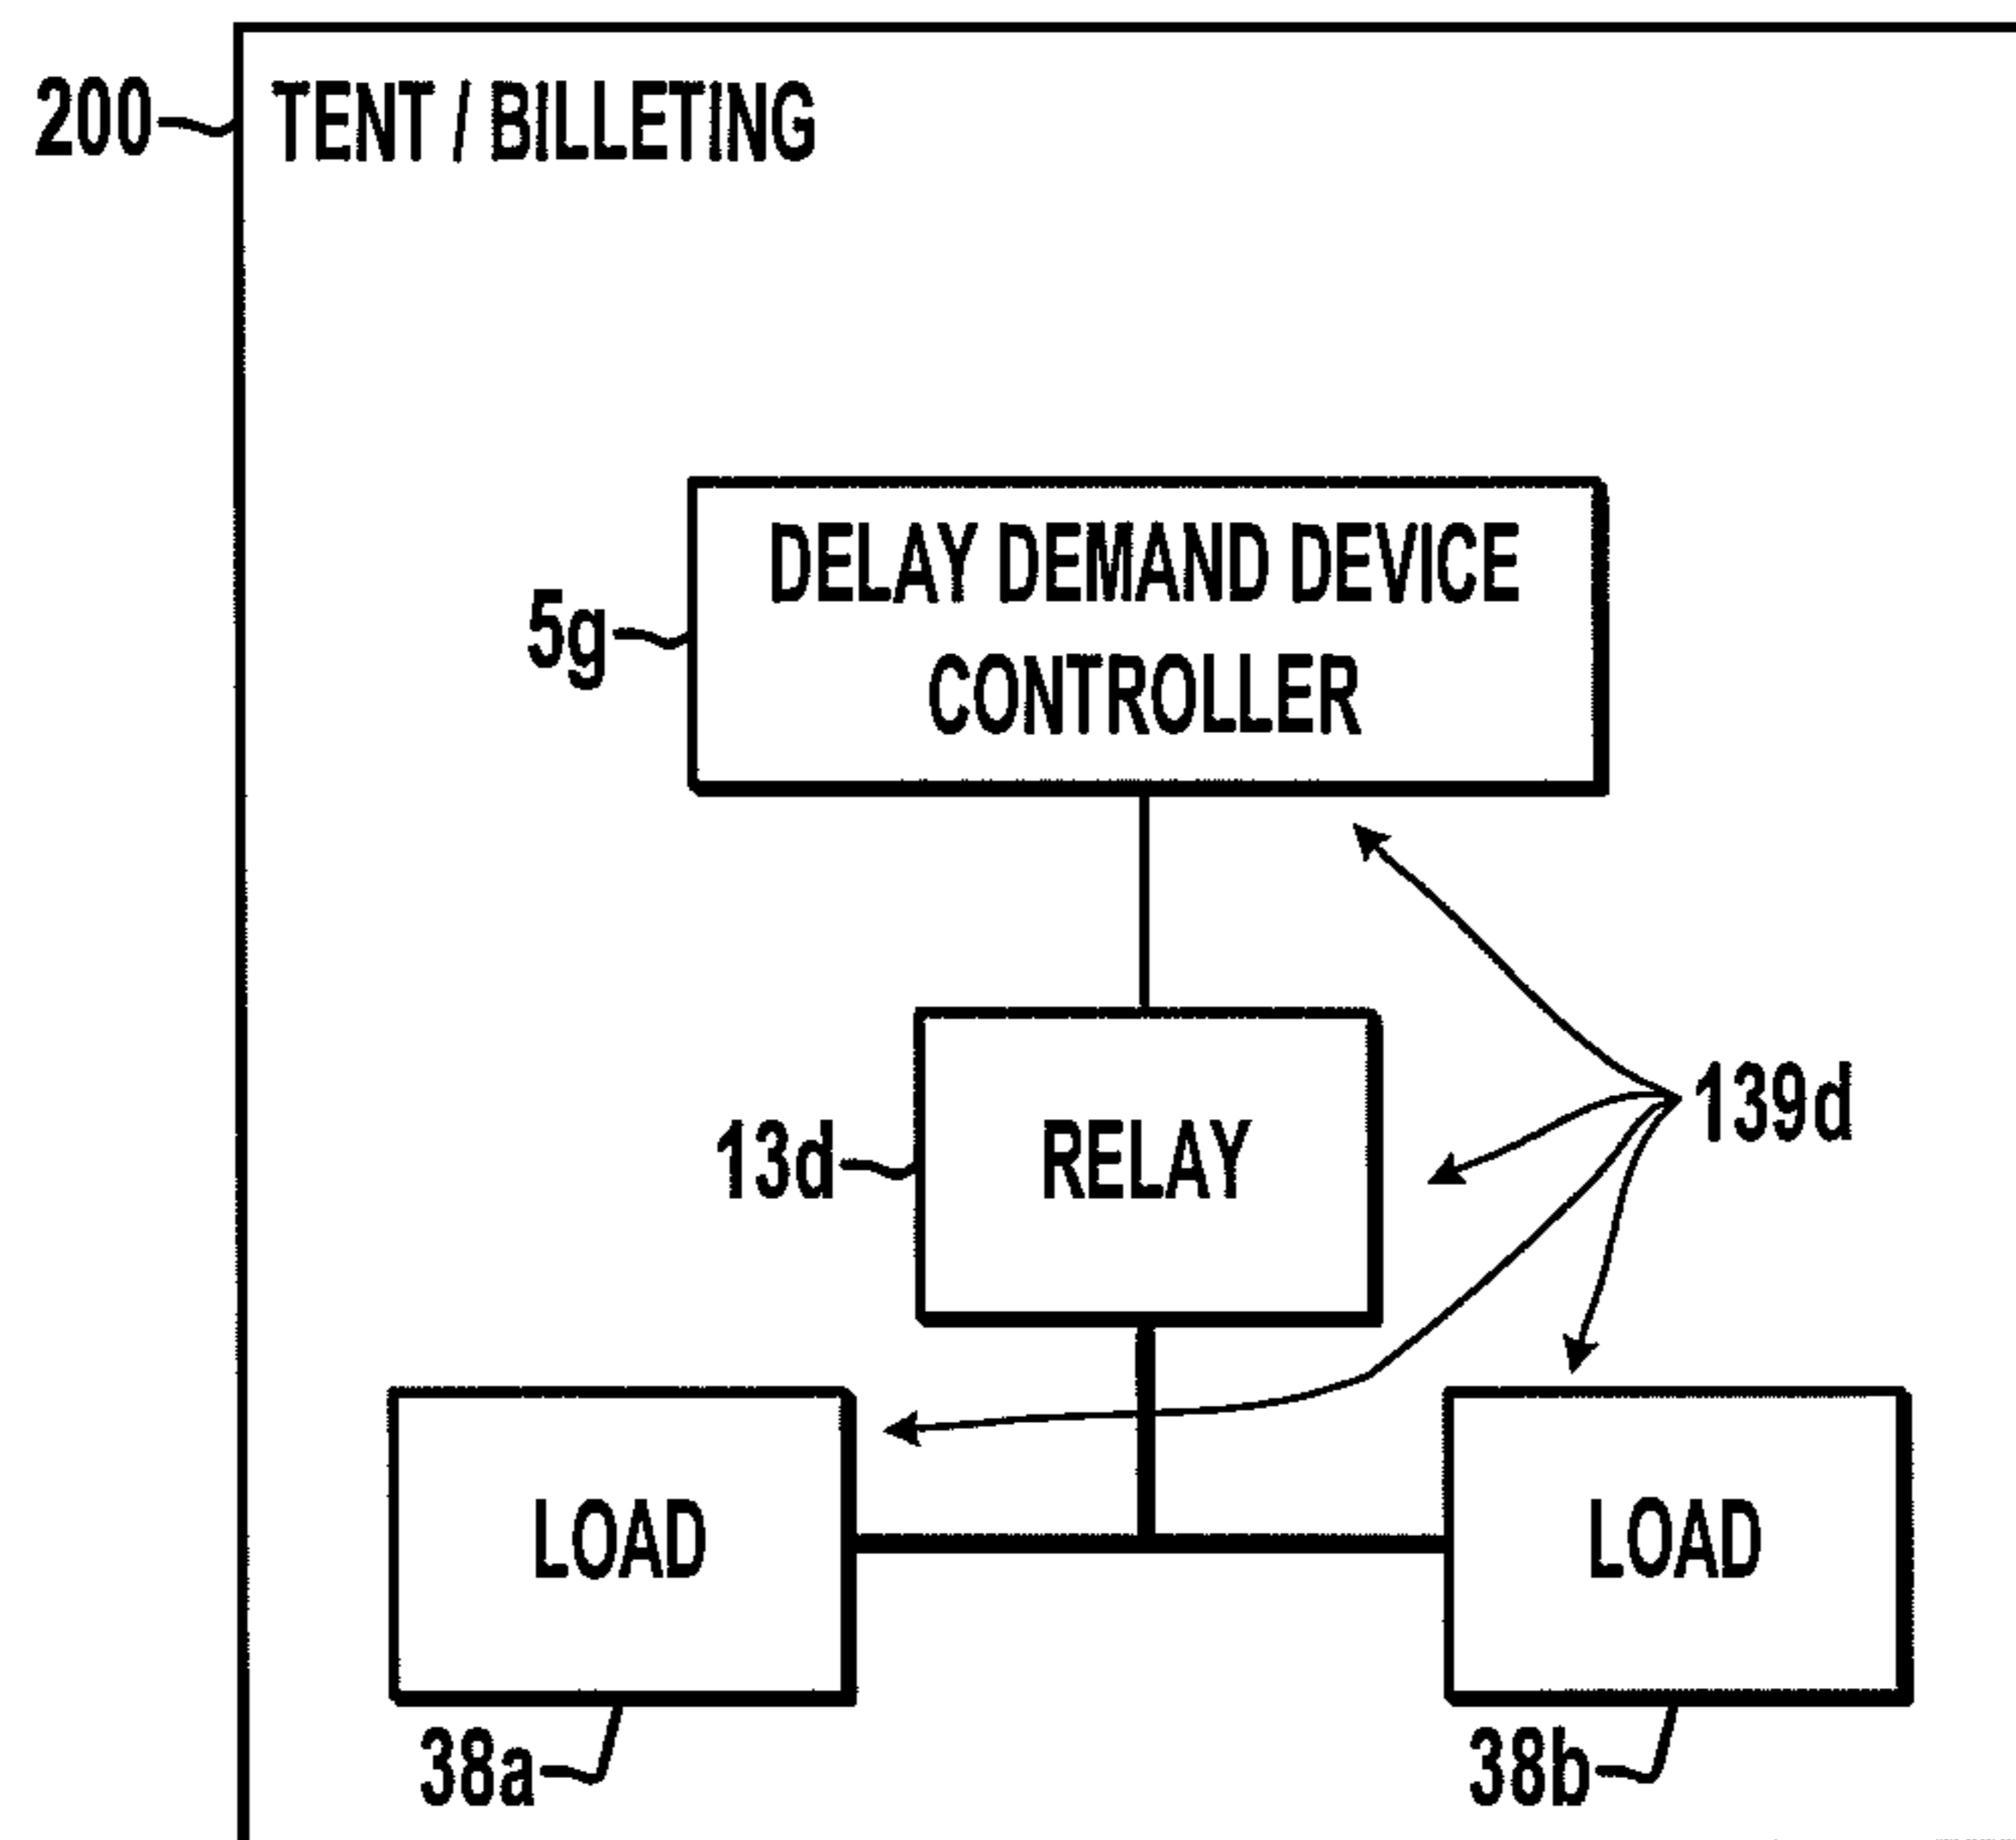 200
TENT / BILLETING
DELAY DEMAND DEVICE
CONTROLLER
5g
139d
13d
RELAY
LOAD
LOAD
38a
38b